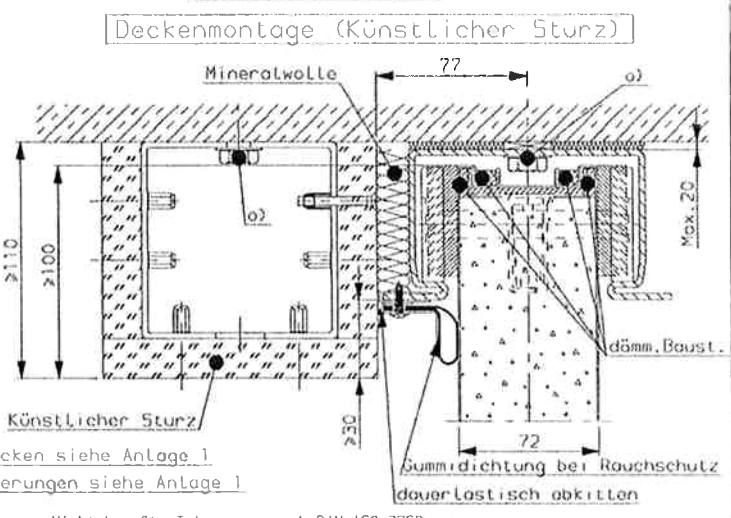 Deckenmontage (Künstlicher Sturz)
Mineralwolle
77
a)
a)
Max.20
≥110
≥100
≥30
dämm.Baust.
Künstlicher Sturz
72
cken siehe Anlage 1
erungen siehe Anlage 1
Gummidichtung bei Rauchschutz
dauerlastisch abkitten